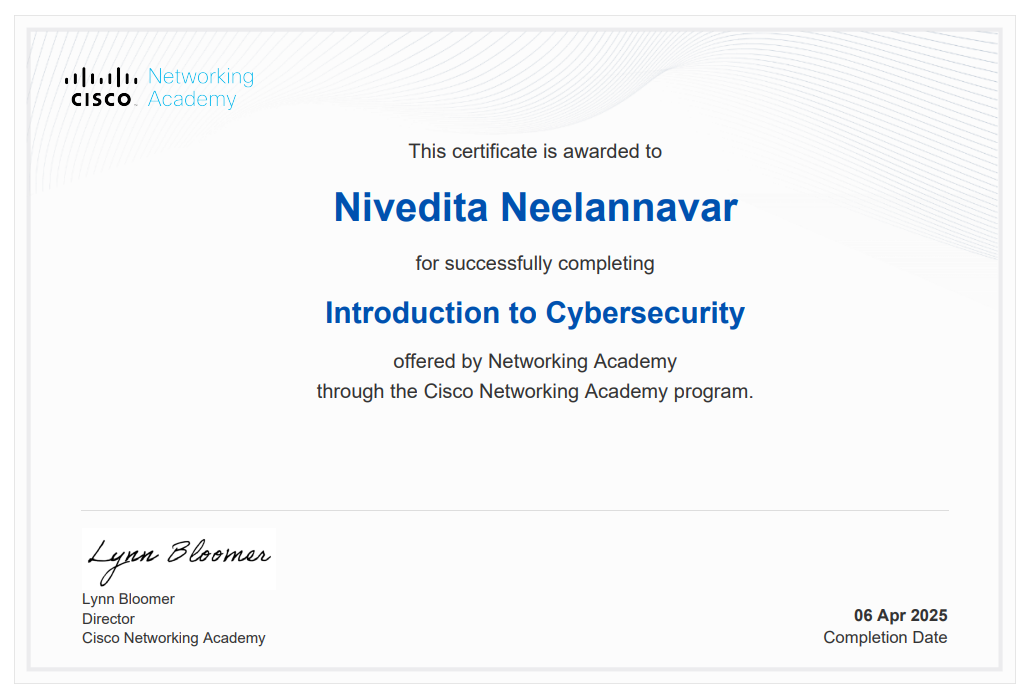 Networking
CISCO Academy
This certificate is awarded to
Nivedita Neelannavar
for successfully completing
Introduction to Cybersecurity
offered by Networking Academy
through the Cisco Networking Academy program.
Lynn Bloomer
Lynn Bloomer
Director
Cisco Networking Academy
06 Apr 2025
Completion Date